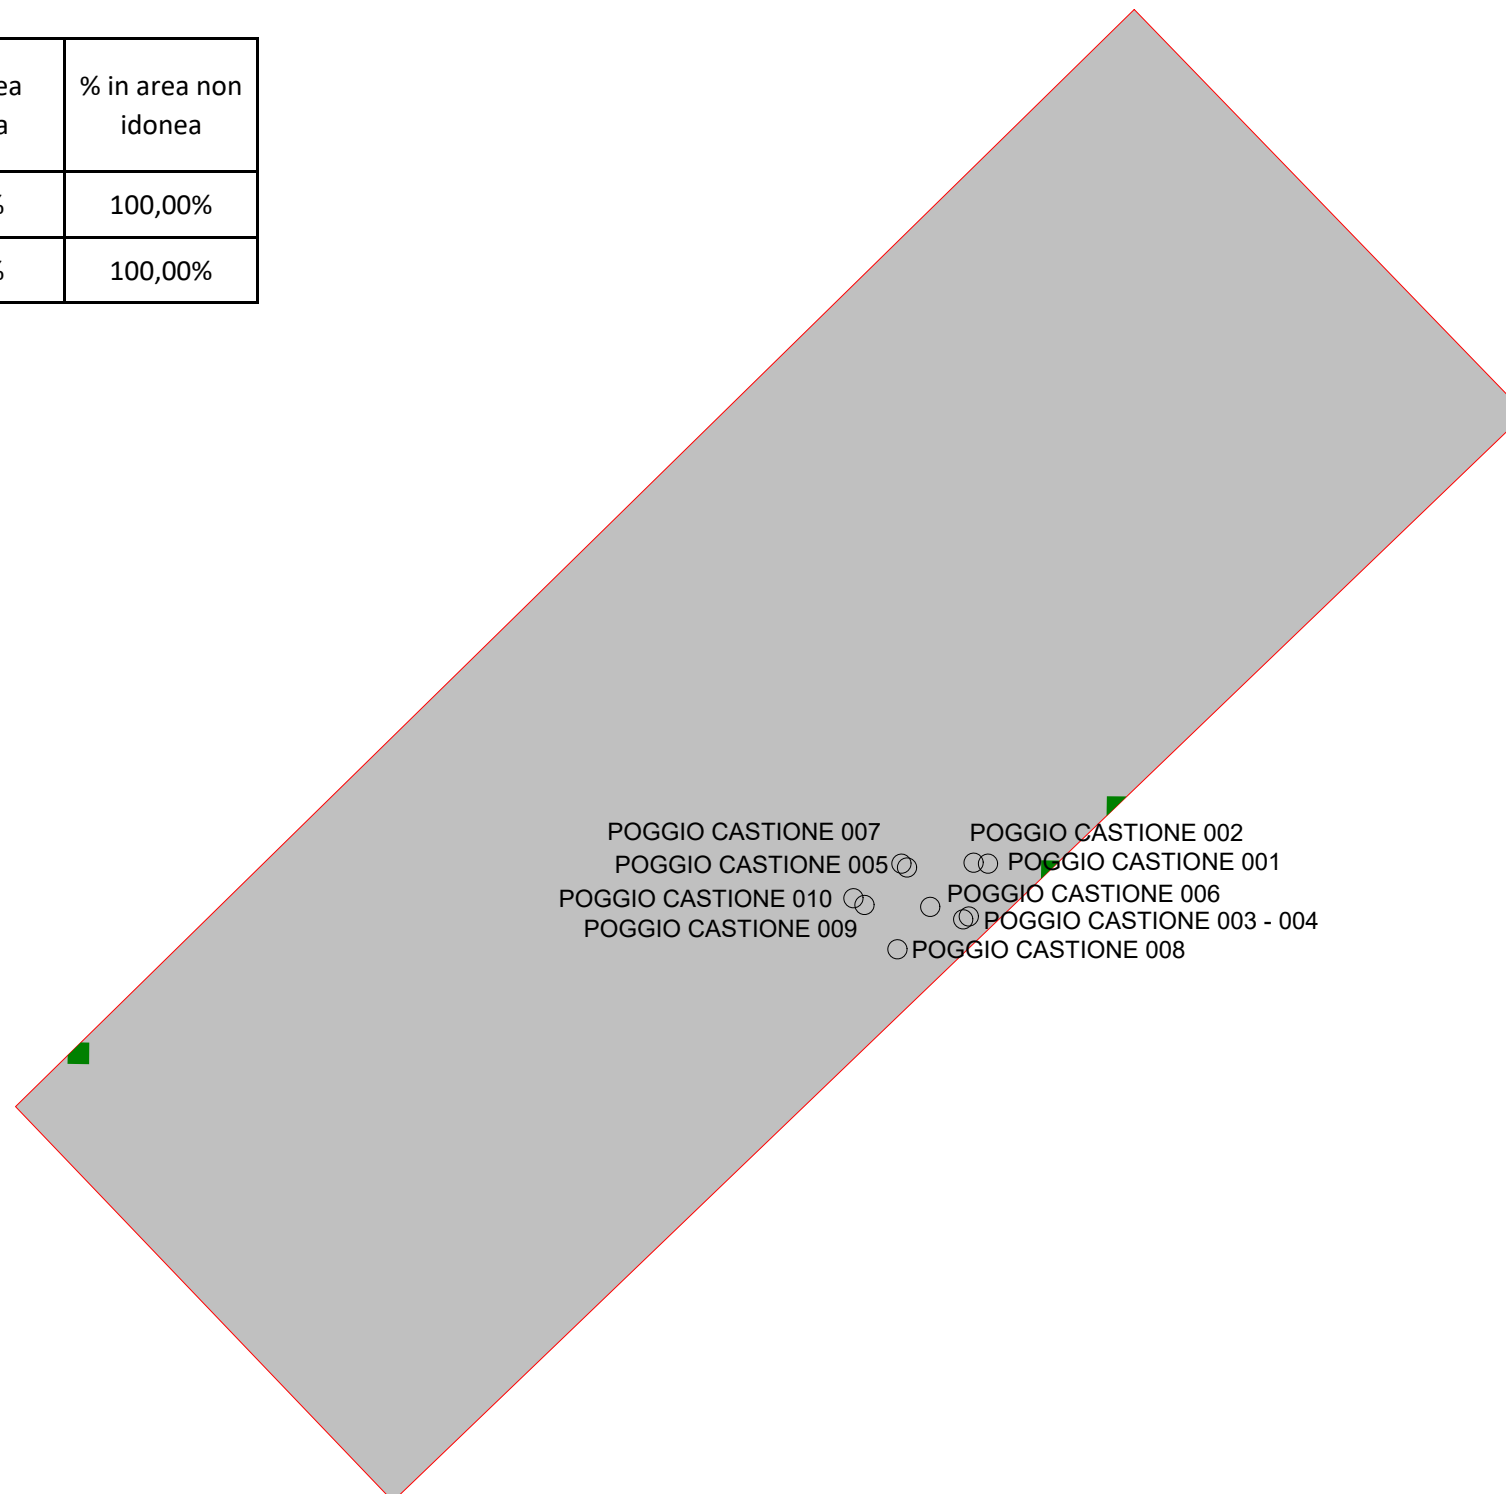 % in area non
idonea
100,00%
100,00%
POGGIO CASTIONE 007
POGGIO CASTIONE 002
POGGIO CASTIONE 005
POGGIO CASTIONE 001
POGGIO CASTIONE 010
POGGIO CASTIONE 006
POGGIO CASTIONE 009
POGGIO CASTIONE 003 - 004
POGGIO CASTIONE 008